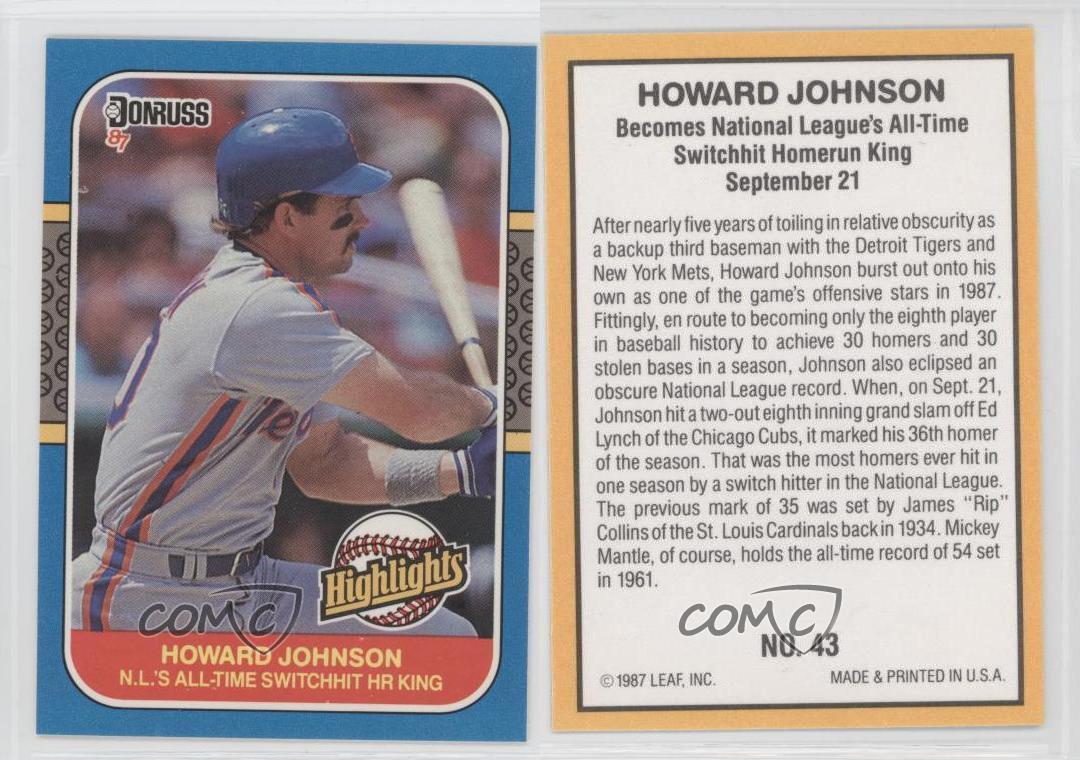 DONRUSS
87
Mets
Highlights
HOWARD JOHNSON
N.L.'S ALL-TIME SWITCHHIT HR KING
COMC
HOWARD JOHNSON
Becomes National League's All-Time
Switchhit Homerun King
September 21
After nearly five years of toiling in relative obscurity as
a backup third baseman with the Detroit Tigers and
New York Mets, Howard Johnson burst out onto his
own as one of the game's offensive stars in 1987.
Fittingly, en route to becoming only the eighth player
in baseball history to achieve 30 homers and 30
stolen bases in a season, Johnson also eclipsed an
obscure National League record. When, on Sept. 21,
Johnson hit a two-out eighth inning grand slam off Ed
Lynch of the Chicago Cubs, it marked his 36th homer
of the season. That was the most homers ever hit in
one season by a switch hitter in the National League.
The previous mark of 35 was set by James "Rip"
Collins of the St. Louis Cardinals back in 1934. Mickey
Mantle, of course, holds the all-time record of 54 set
in 1961.
COMC
NO. 43
© 1987 LEAF, INC.
MADE & PRINTED IN U.S.A.